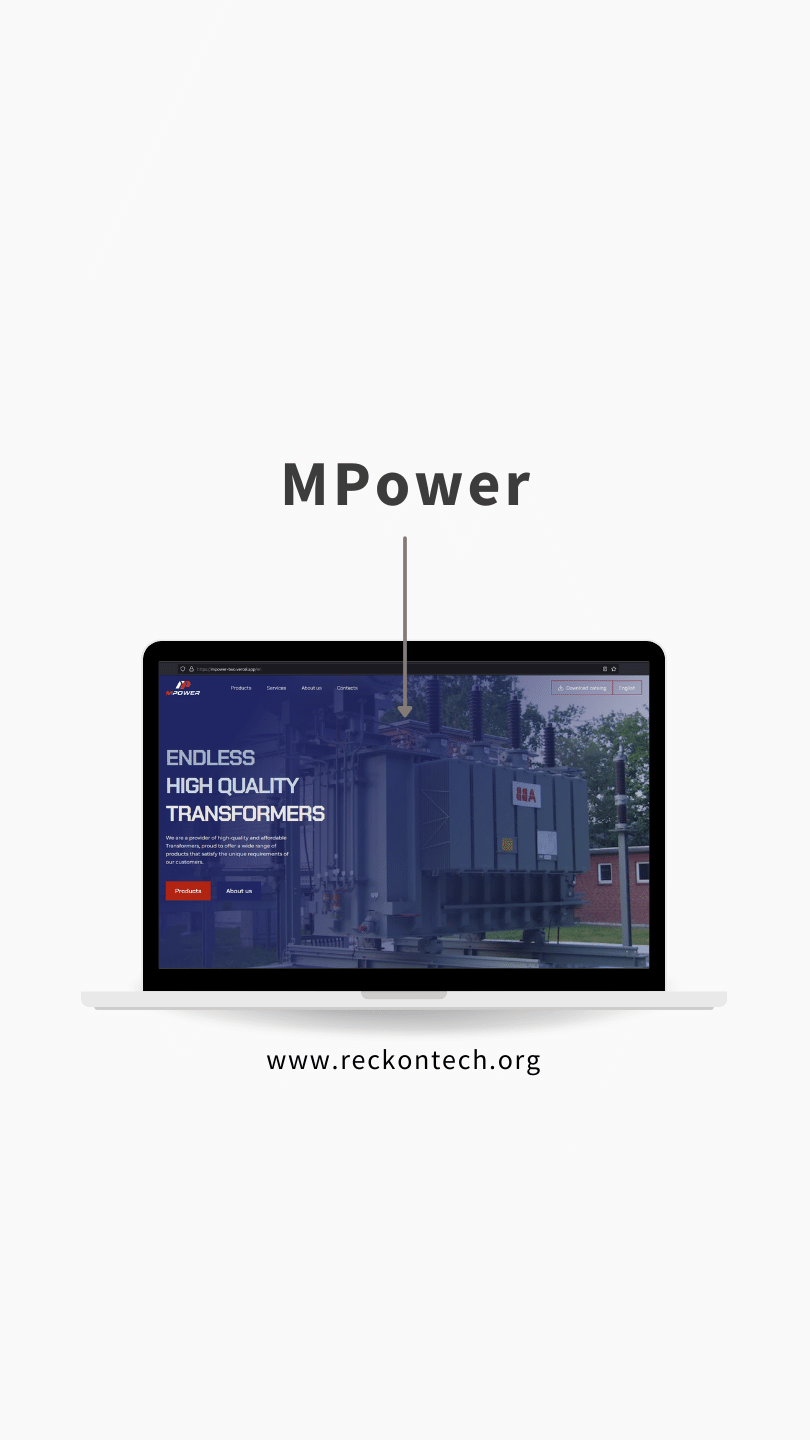 MPower
MPOWER
Products Services About us Contacts
Download catalog English
ENDLESS
HIGH QUALITY
TRANSFORMERS
We are a provider of high-quality and affordable
Transformers, proud to offer a wide range of
products that satisfy the unique requirements of
our customers.
Products About us
www.reckontech.org